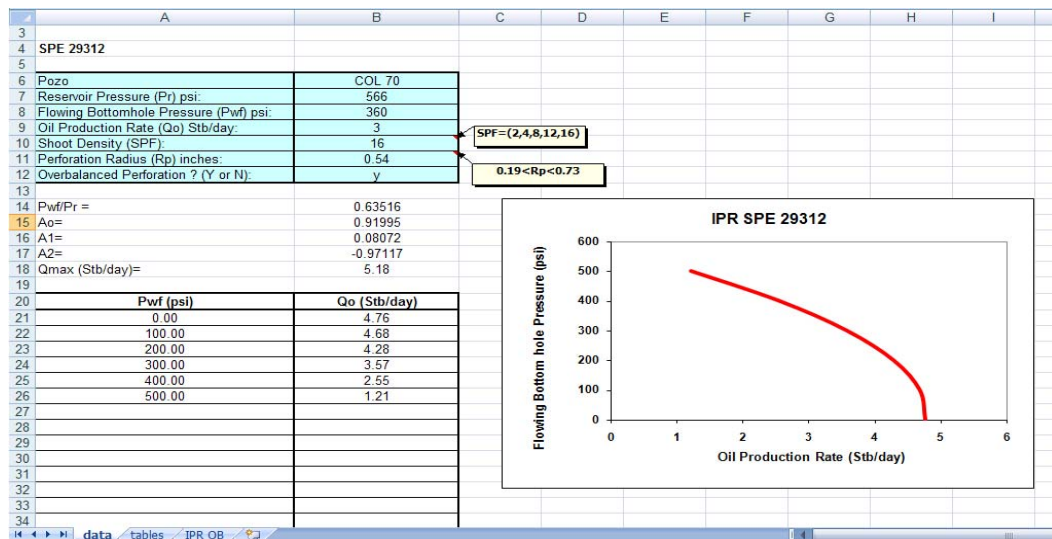 A B C D E F G H I
3
4 SPE 29312
5
6 Pozo COL 70
7 Reservoir Pressure (Pr) psi: 566
8 Flowing Bottomhole Pressure (Pwf) psi: 360
9 Oil Production Rate (Qo) Stb/day: 3
SPF=(2,4,8,12,16)
10 Shoot Density (SPF): 16
11 Perforation Radius (Rp) inches: 0.54
0.19<Rp<0.73
12 Overbalanced Perforation ? (Y or N): y
13
14 Pwf/Pr = 0.63516
15 Ao= 0.91995
16 A1= 0.08072
17 A2= -0.97117
18 Qmax (Stb/day)= 5.18
19
20 Pwf (psi) Qo (Stb/day)
21 0.00 4.76
22 100.00 4.68
23 200.00 4.28
24 300.00 3.57
25 400.00 2.55
26 500.00 1.21
27
28
29
30
31
32
33
34
IPR SPE 29312
Flowing Bottom hole Pressure (psi)
600
500
400
300
200
100
0
0 1 2 3 4 5 6
Oil Production Rate (Stb/day)
data tables IPR OB